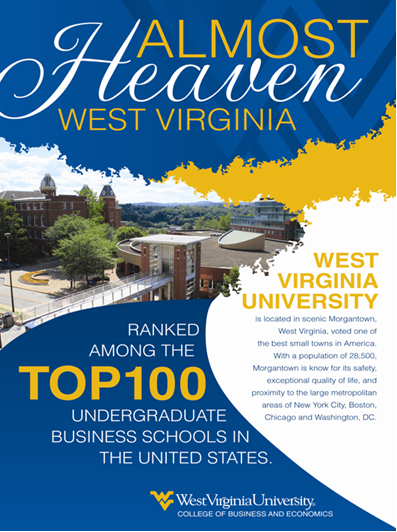 ALMOST
Heaven
WEST VIRGINIA
WEST
VIRGINIA
UNIVERSITY
is located in scenic Morgantown,
West Virginia, voted one of
the best small towns in America.
With a population of 28,500,
Morgantown is know for its safety,
exceptional quality of life, and
proximity to the large metropolitan
areas of New York City, Boston,
Chicago and Washington, DC.
RANKED
AMONG THE
TOP100
UNDERGRADUATE
BUSINESS SCHOOLS IN
THE UNITED STATES.
WestVirginiaUniversity.
COLLEGE OF BUSINESS AND ECONOMICS